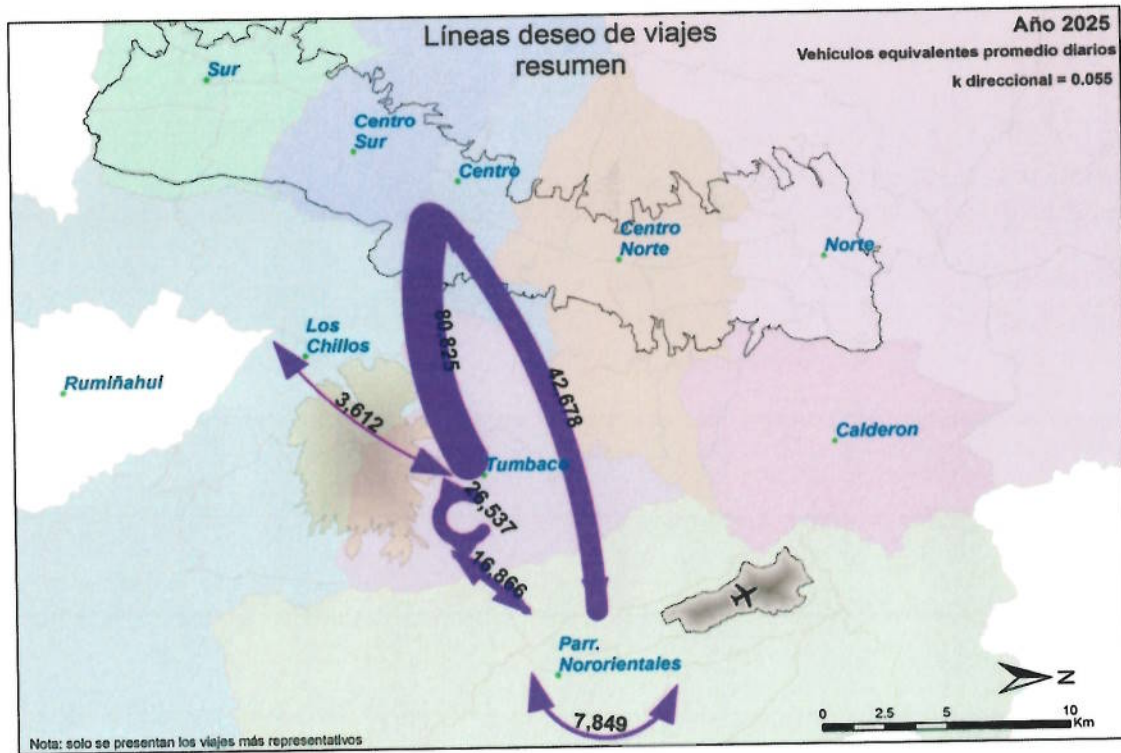 Líneas deseo de viajes
resumen
Año 2025
Vehículos equivalentes promedio diarios
k direccional = 0.055
Sur
Centro
Sur
Centro
Centro
Norte
Norte
Los
Chillos
Rumiñahui
80,825
42,678
3,612
Calderon
Tumbaco
26,537
16,866
Parr.
Nororientales
7,849
N
0 2.5 5 10
Km
Nota: solo se presentan los viajes más representativos